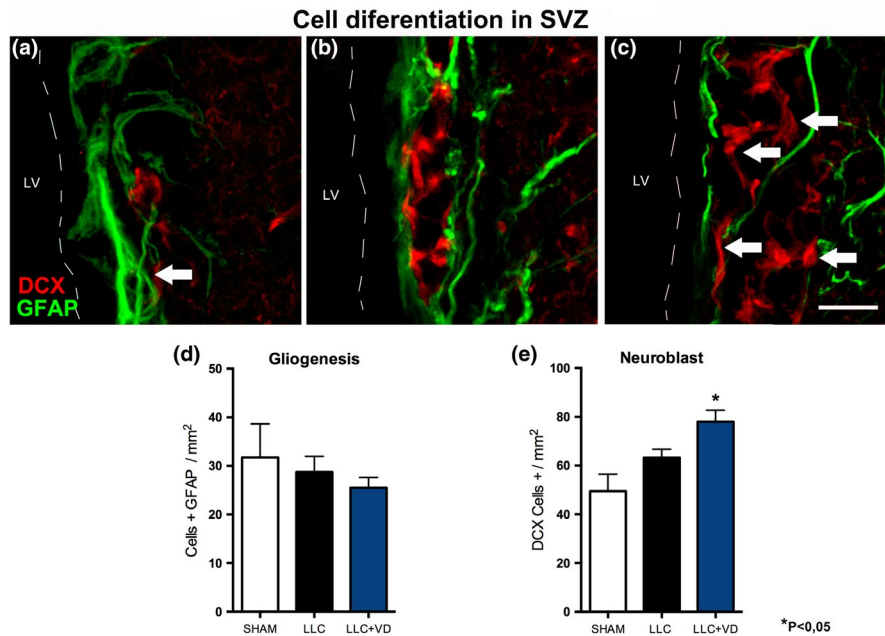 Cell diferentiation in SVZ
(a)
(b)
(c)
LV
LV
LV
DCX
GFAP
(d) Gliogenesis
Cells + GFAP / mm²
50
40
30
20
10
0
SHAM LLC LLC+VD
(e) Neuroblast
DCX Cells + / mm²
100
80
60
40
20
0
*
SHAM LLC LLC+VD
*P<0,05